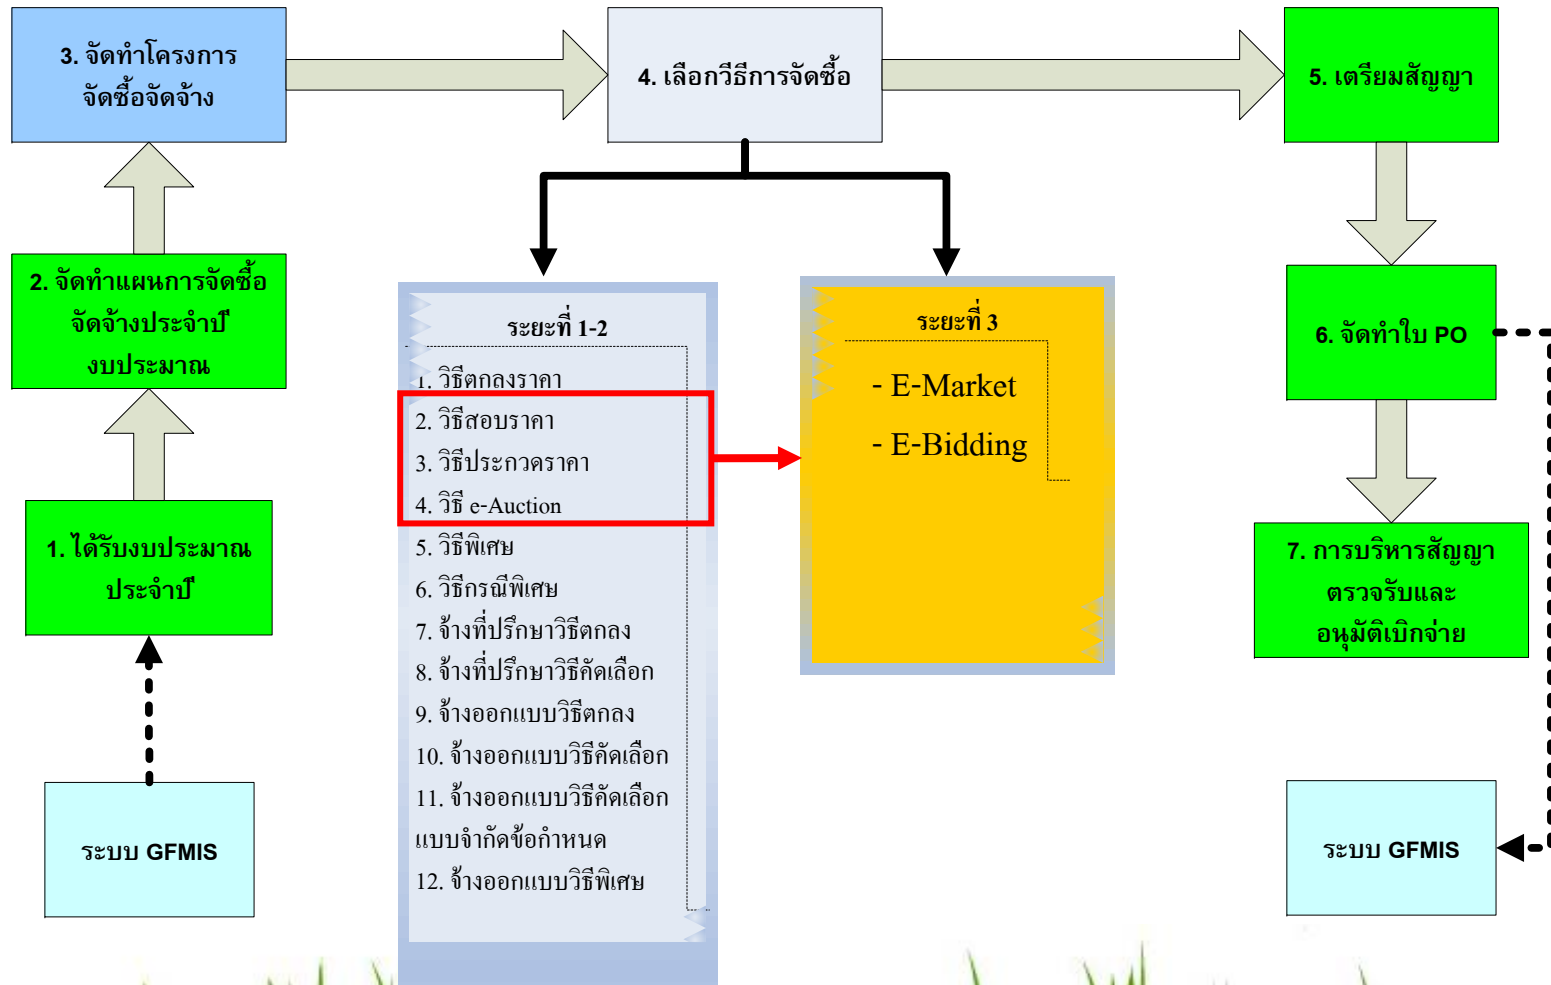 3. จัดทำโครงการ
จัดซื้อจัดจ้าง
4. เลือกวีธีการจัดซื้อ
5. เตรียมสัญญา
2. จัดทำแผนการจัดซื้อ
จัดจ้างประจำปี
งบประมาณ
1. ได้รับงบประมาณ
ประจำปี
ระบบ GFMIS
ระยะที่ 1-2
1. วิธีตกลงราคา
2. วิธีสอบราคา
3. วิธีประกวดราคา
4. วิธี e-Auction
5. วิธีพิเศษ
6. วิธีกรณีพิเศษ
7. จ้างที่ปรึกษาวิธีตกลง
8. จ้างที่ปรึกษาวิธีคัดเลือก
9. จ้างออกแบบวิธีตกลง
10. จ้างออกแบบวิธีคัดเลือก
11. จ้างออกแบบวิธีคัดเลือก
แบบจำกัดข้อกำหนด
12. จ้างออกแบบวิธีพิเศษ
ระยะที่ 3
- E-Market
- E-Bidding
6. จัดทำใบ PO
7. การบริหารสัญญา
ตรวจรับและ
อนุมัติเบิกจ่าย
ระบบ GFMIS